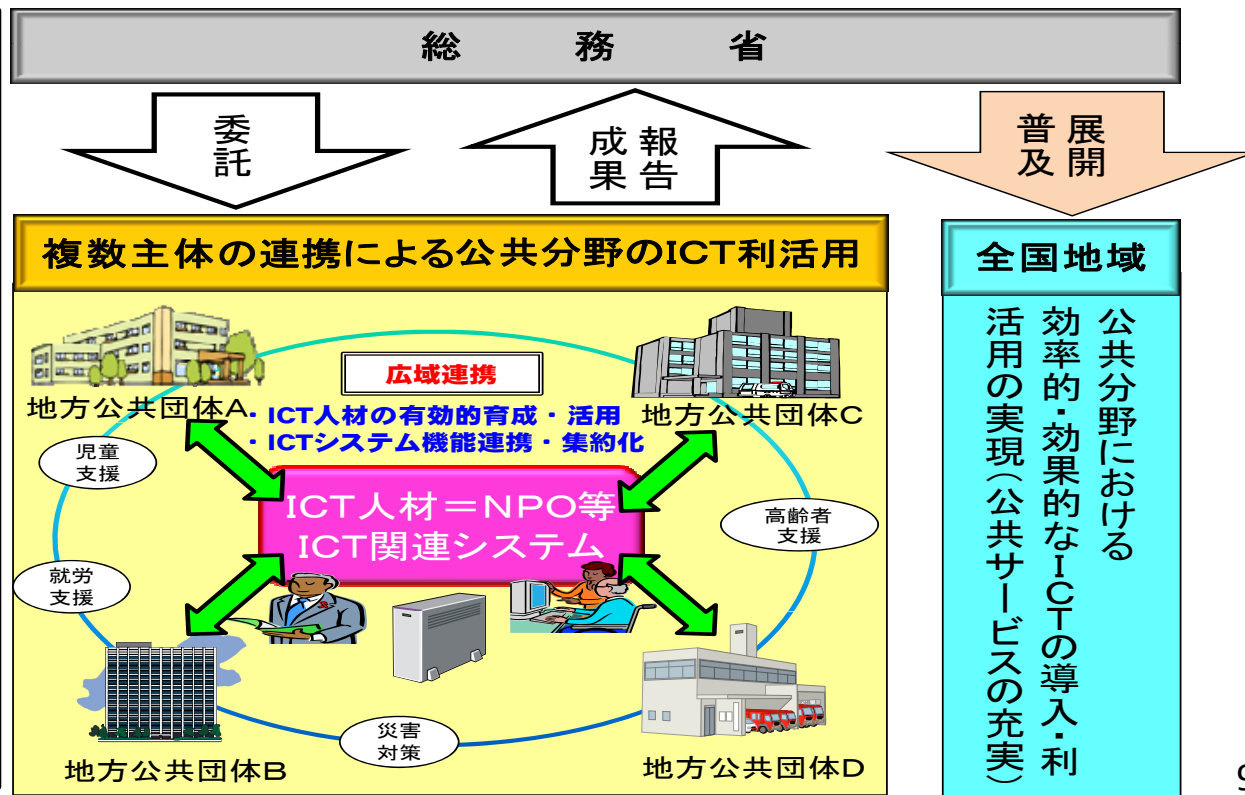 総務省
委託
成果
報告
普及
展開
複数主体の連携による公共分野のICT利活用
全国地域
広域連携
・ICT人材の有効的育成・活用
・ICTシステム機能連携・集約化
地方公共団体A
地方公共団体C
児童
支援
ICT人材＝NPO等
ICT関連システム
高齢者
支援
就労
支援
災害
対策
地方公共団体B
地方公共団体D
公共分野における
効率的・効果的なICTの導入・利
活用の実現（公共サービスの充実）
9